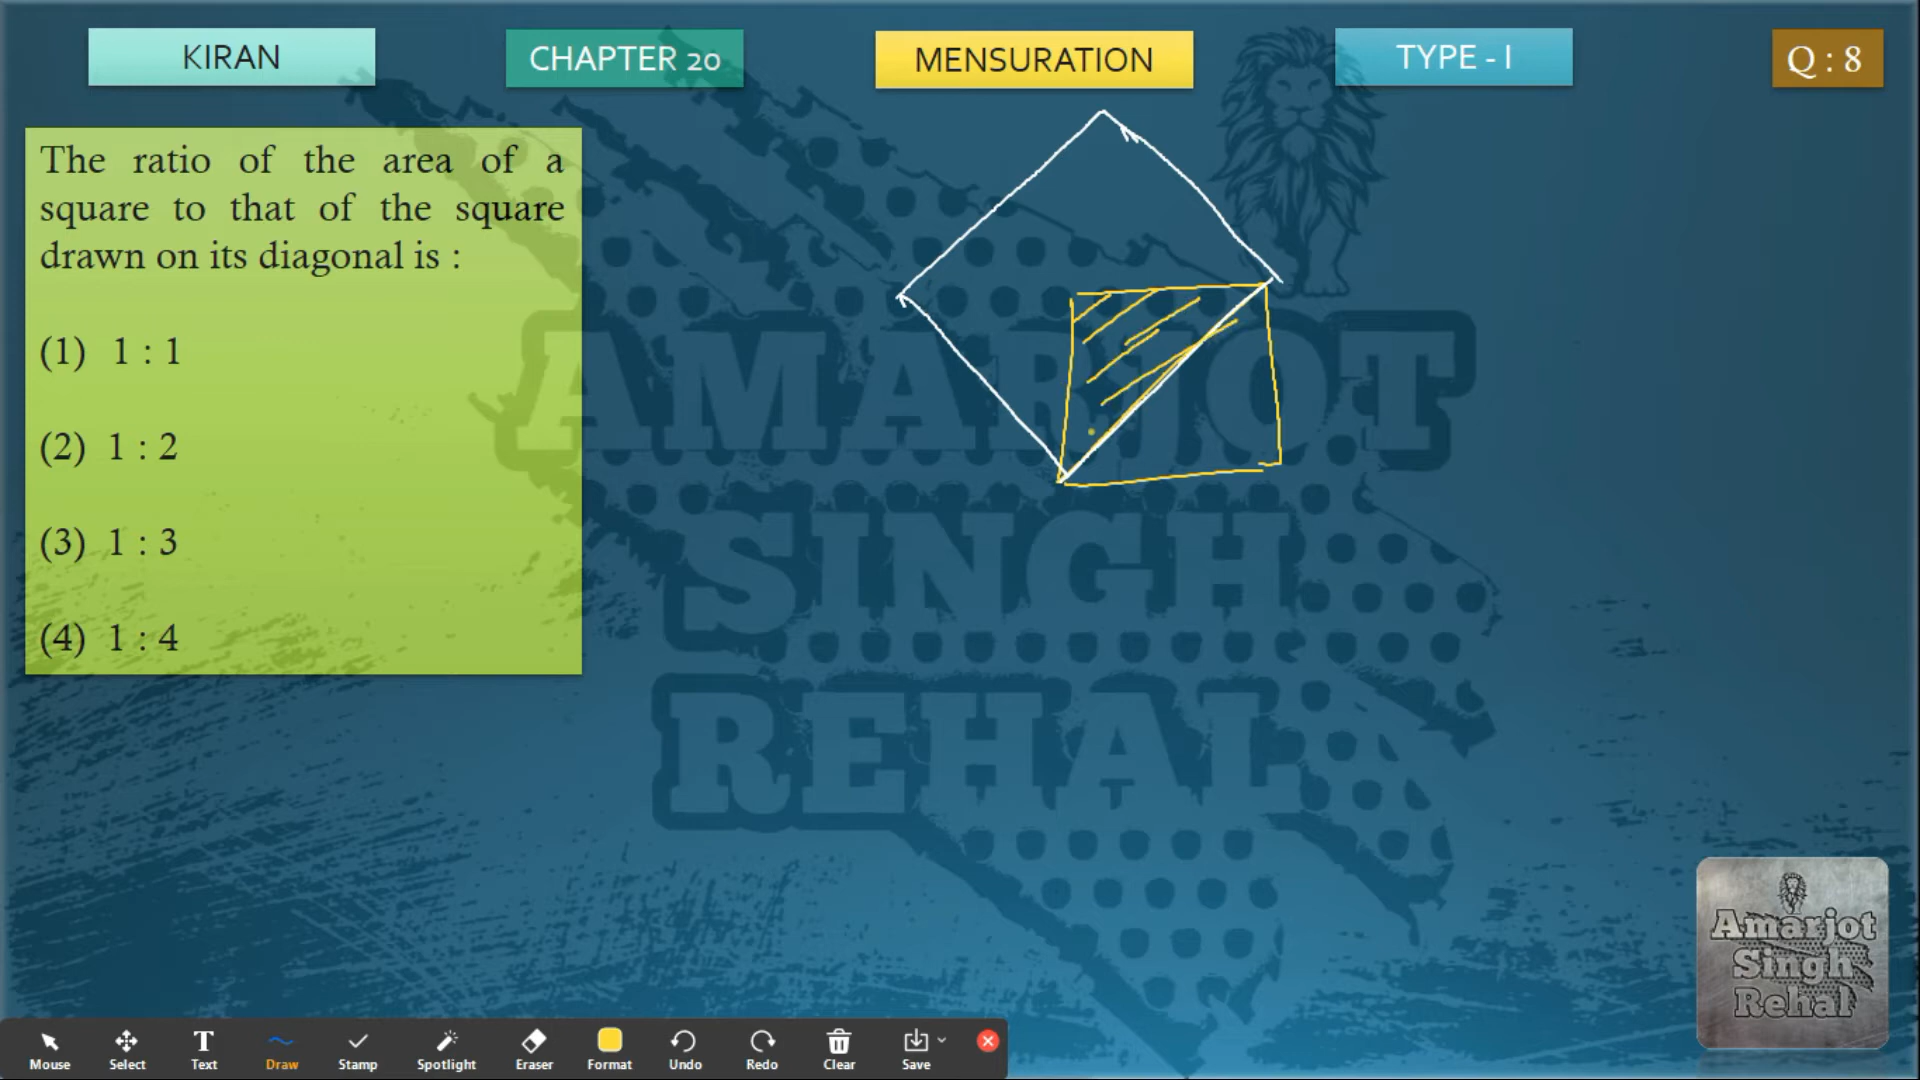 KIRAN
CHAPTER 20
MENSURATION
TYPE - I
Q : 8
The ratio of the area of a
square to that of the square
drawn on its diagonal is :
(1) 1 : 1
(2) 1 : 2
(3) 1 : 3
(4) 1 : 4
AMARJOT
SINGH
REHAL
Amarjot
Singh
Rehal
Mouse
Select
T
Text
Draw
Stamp
Spotlight
Eraser
Format
Undo
Redo
Clear
Save